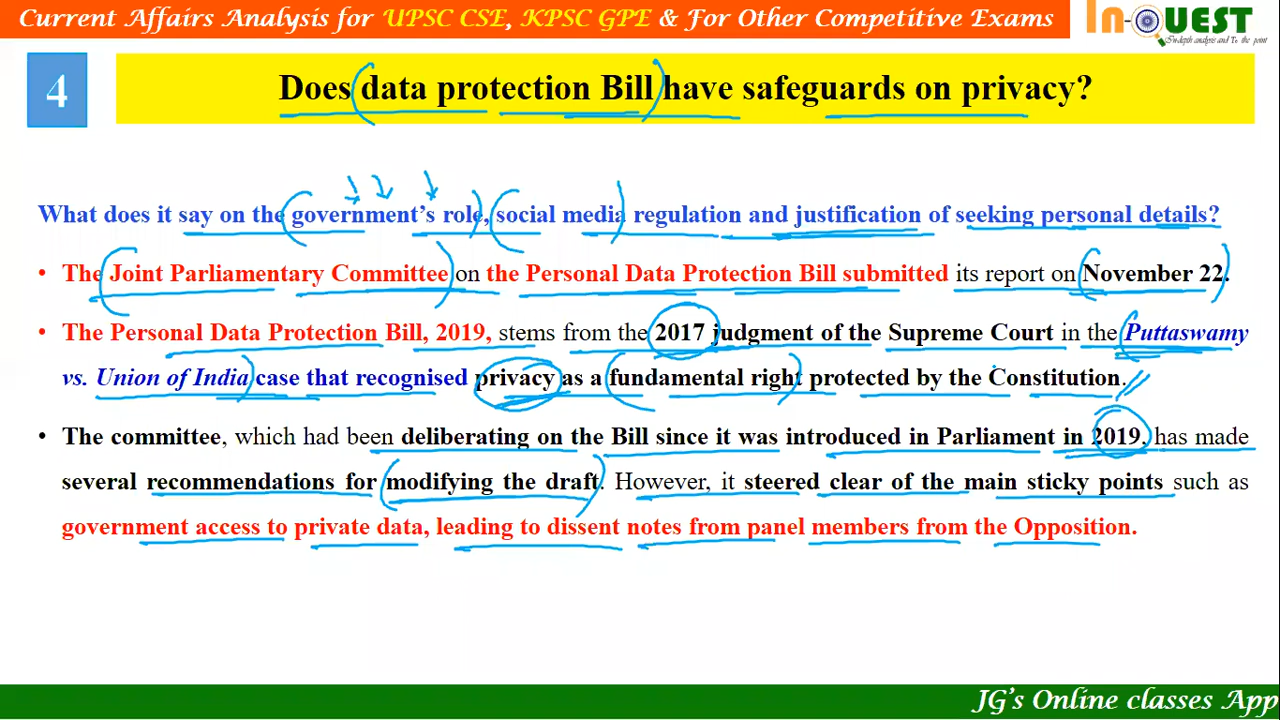 Current Affairs Analysis for UPSC CSE, KPSC GPE & For Other Competitive Exams
In-QUEST
In-depth analysis and To the point
4
Does data protection Bill have safeguards on privacy?
What does it say on the government's role, social media regulation and justification of seeking personal details?
• The Joint Parliamentary Committee on the Personal Data Protection Bill submitted its report on November 22.
• The Personal Data Protection Bill, 2019, stems from the 2017 judgment of the Supreme Court in the Puttaswamy
vs. Union of India case that recognised privacy as a fundamental right protected by the Constitution.
• The committee, which had been deliberating on the Bill since it was introduced in Parliament in 2019, has made
several recommendations for modifying the draft. However, it steered clear of the main sticky points such as
government access to private data, leading to dissent notes from panel members from the Opposition.
JG's Online classes App